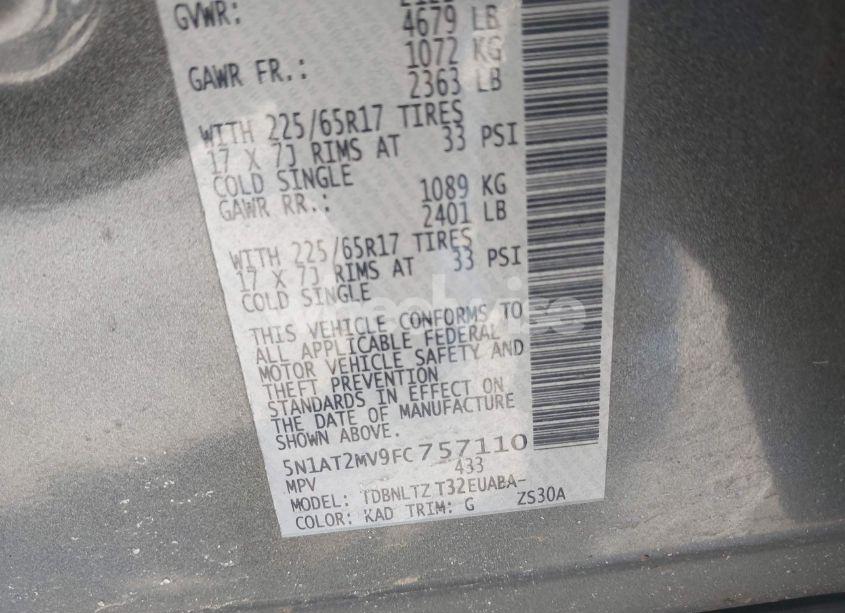 GVWR:
4679 LB
GAWR FR.: 1072 KG
2363 LB
WITH 225/65R17 TIRES
17 X 7J RIMS AT 33 PSI
COLD SINGLE
GAWR RR.: 1089 KG
2401 LB
WITH 225/65R17 TIRES
17 X 7J RIMS AT 33 PSI
COLD SINGLE
THIS VEHICLE CONFORMS TO
ALL APPLICABLE FEDERAL
MOTOR VEHICLE SAFETY AND
THEFT PREVENTION
STANDARDS IN EFFECT ON
THE DATE OF MANUFACTURE
SHOWN ABOVE.
5N1AT2MV9FC757110
MPV 433
MODEL: TDBNLTZ T32EUABA-
COLOR: KAD TRIM: G ZS30A